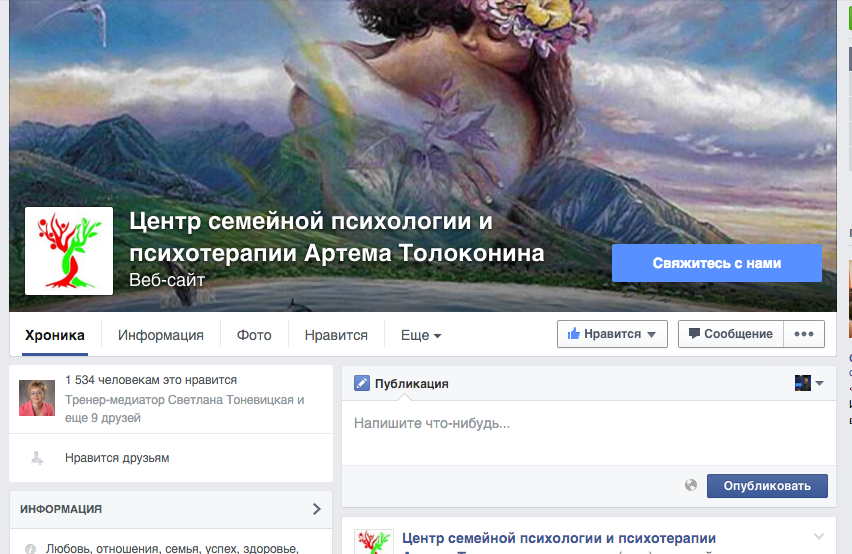 Центр семейной психологии и
психотерапии Артема Толоконина
Веб-сайт
Свяжитесь с нами
Хроника
Информация
Фото
Нравится
Еще
Нравится
Сообщение
1 534 человекам это нравится
Тренер-медиатор Светлана Тоневицкая и
еще 9 друзей
Нравится друзьям
ИНФОРМАЦИЯ
Любовь, отношения, семья, успех, здоровье,
Публикация
Напишите что-нибудь...
Опубликовать
Центр семейной психологии и психотерапии